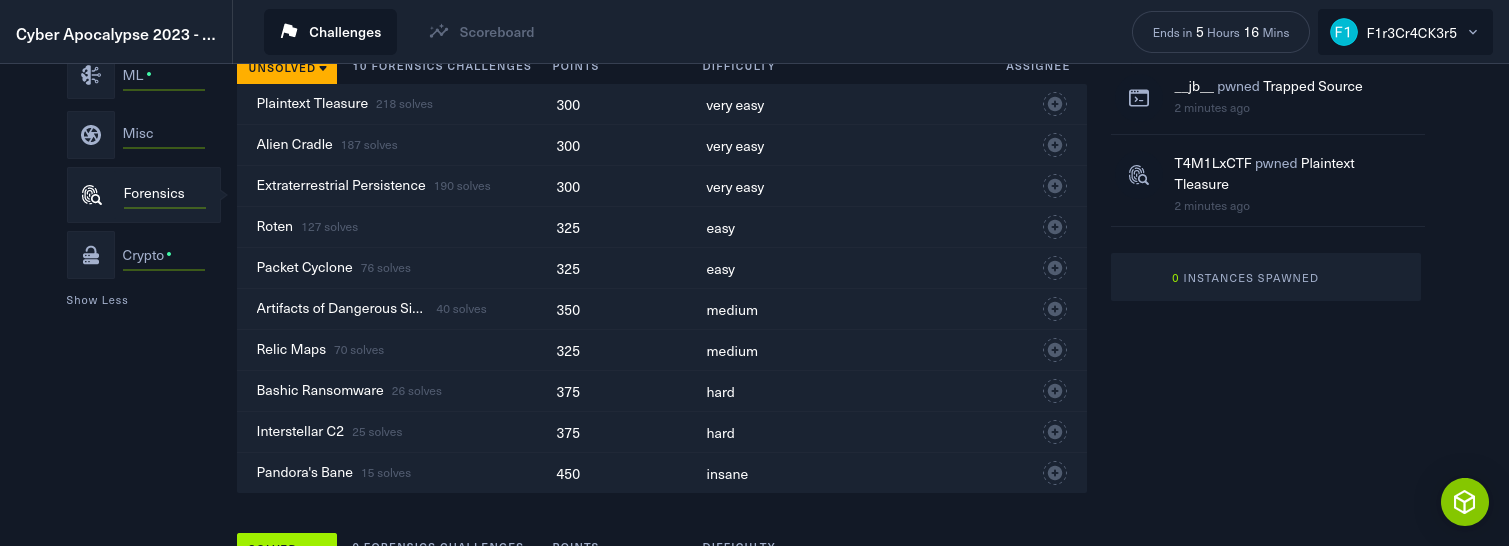 Cyber Apocalypse 2023 - ...
Challenges
Scoreboard
Ends in 5 Hours 16 Mins
F1
F1r3Cr4CK3r5
ML
Misc
Forensics
Crypto
Show Less
UNSOLVED 10 FORENSICS CHALLENGES POINTS DIFFICULTY ASSIGNEE
Plaintext Tleasure 218 solves 300 very easy
Alien Cradle 187 solves 300 very easy
Extraterrestrial Persistence 190 solves 300 very easy
Roten 127 solves 325 easy
Packet Cyclone 76 solves 325 easy
Artifacts of Dangerous Si... 40 solves 350 medium
Relic Maps 70 solves 325 medium
Bashic Ransomware 26 solves 375 hard
Interstellar C2 25 solves 375 hard
Pandora's Bane 15 solves 450 insane
SOLVED 0 FORENSICS CHALLENGES POINTS DIFFICULTY
__jb__ pwned Trapped Source
2 minutes ago
T4M1LxCTF pwned Plaintext
Tleasure
2 minutes ago
0 INSTANCES SPAWNED